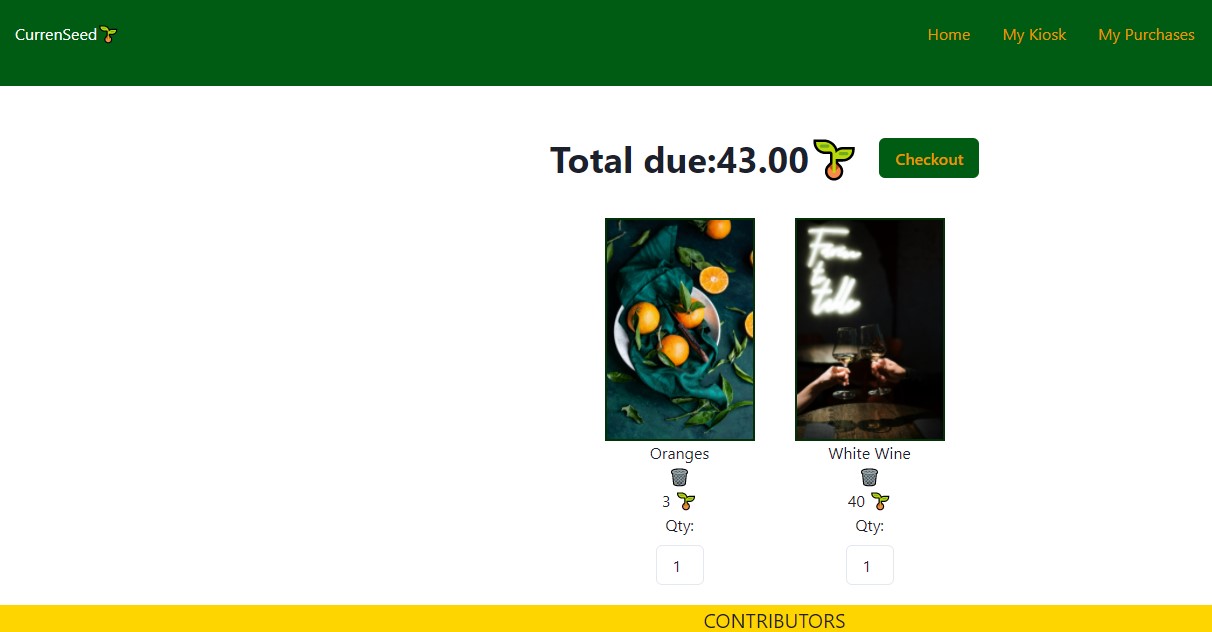 CurrenSeed🌱
Home
My Kiosk
My Purchases
Total due:43.00🌱
Checkout
Oranges
White Wine
3
40
Qty:
Qty:
1
1
CONTRIBUTORS